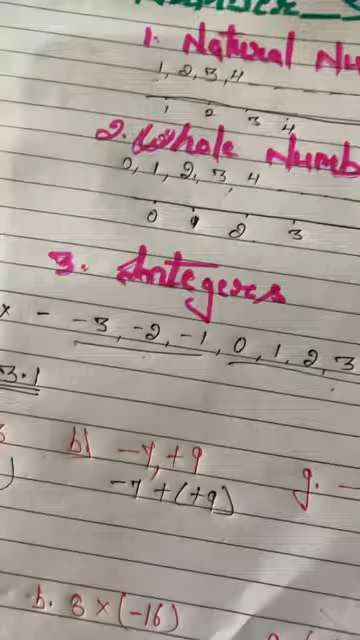 1. Natural Nu
1, 2, 3, 4
1 2 3 4
2. Whole Numb
0, 1, 2, 3, 4
0 1 2 3
3. Integers
x - -3, -2, -1, 0, 1, 2, 3
3.1
b) -7, +9
-7 + (+9)
g. -
b. 8 × (-16)